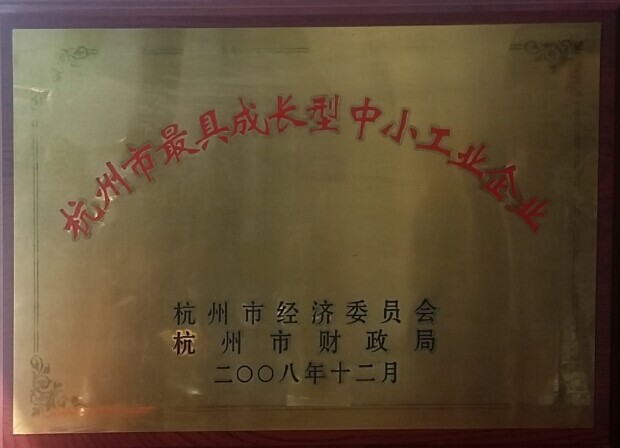 杭州市最具成长型中小工业企业
杭州市经济委员会
杭州市财政局
二〇〇八年十二月